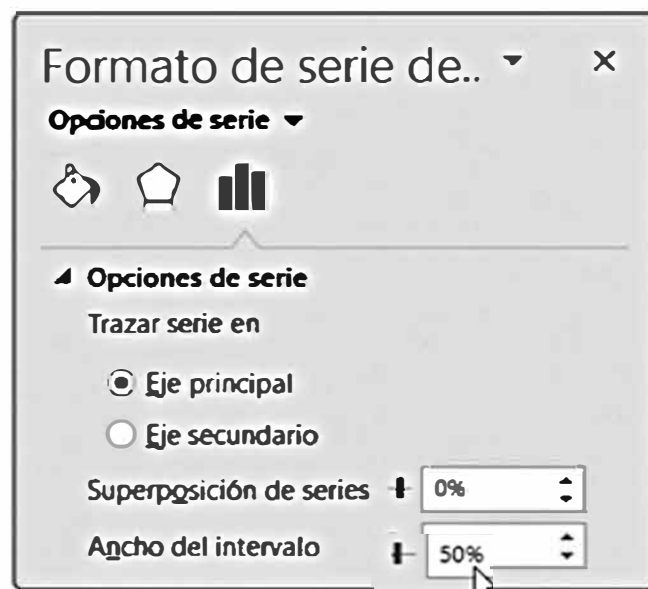 Formato de serie de..
Opciones de serie
Opciones de serie
Trazar serie en
Eje principal
Eje secundario
Superposición de series 0%
Ancho del intervalo 50%